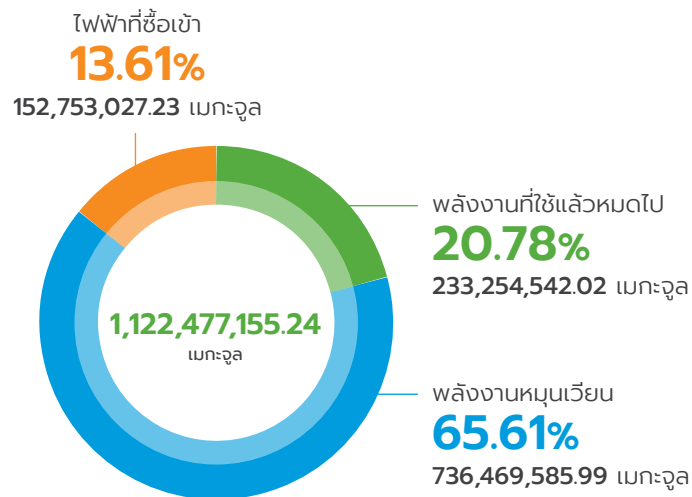 ไฟฟ้าที่ซื้อเข้า
13.61%
152,753,027.23 เมกะจูล
พลังงานที่ใช้แล้วหมดไป
20.78%
233,254,542.02 เมกะจูล
1,122,477,155.24
เมกะจูล
พลังงานหมุนเวียน
65.61%
736,469,585.99 เมกะจูล